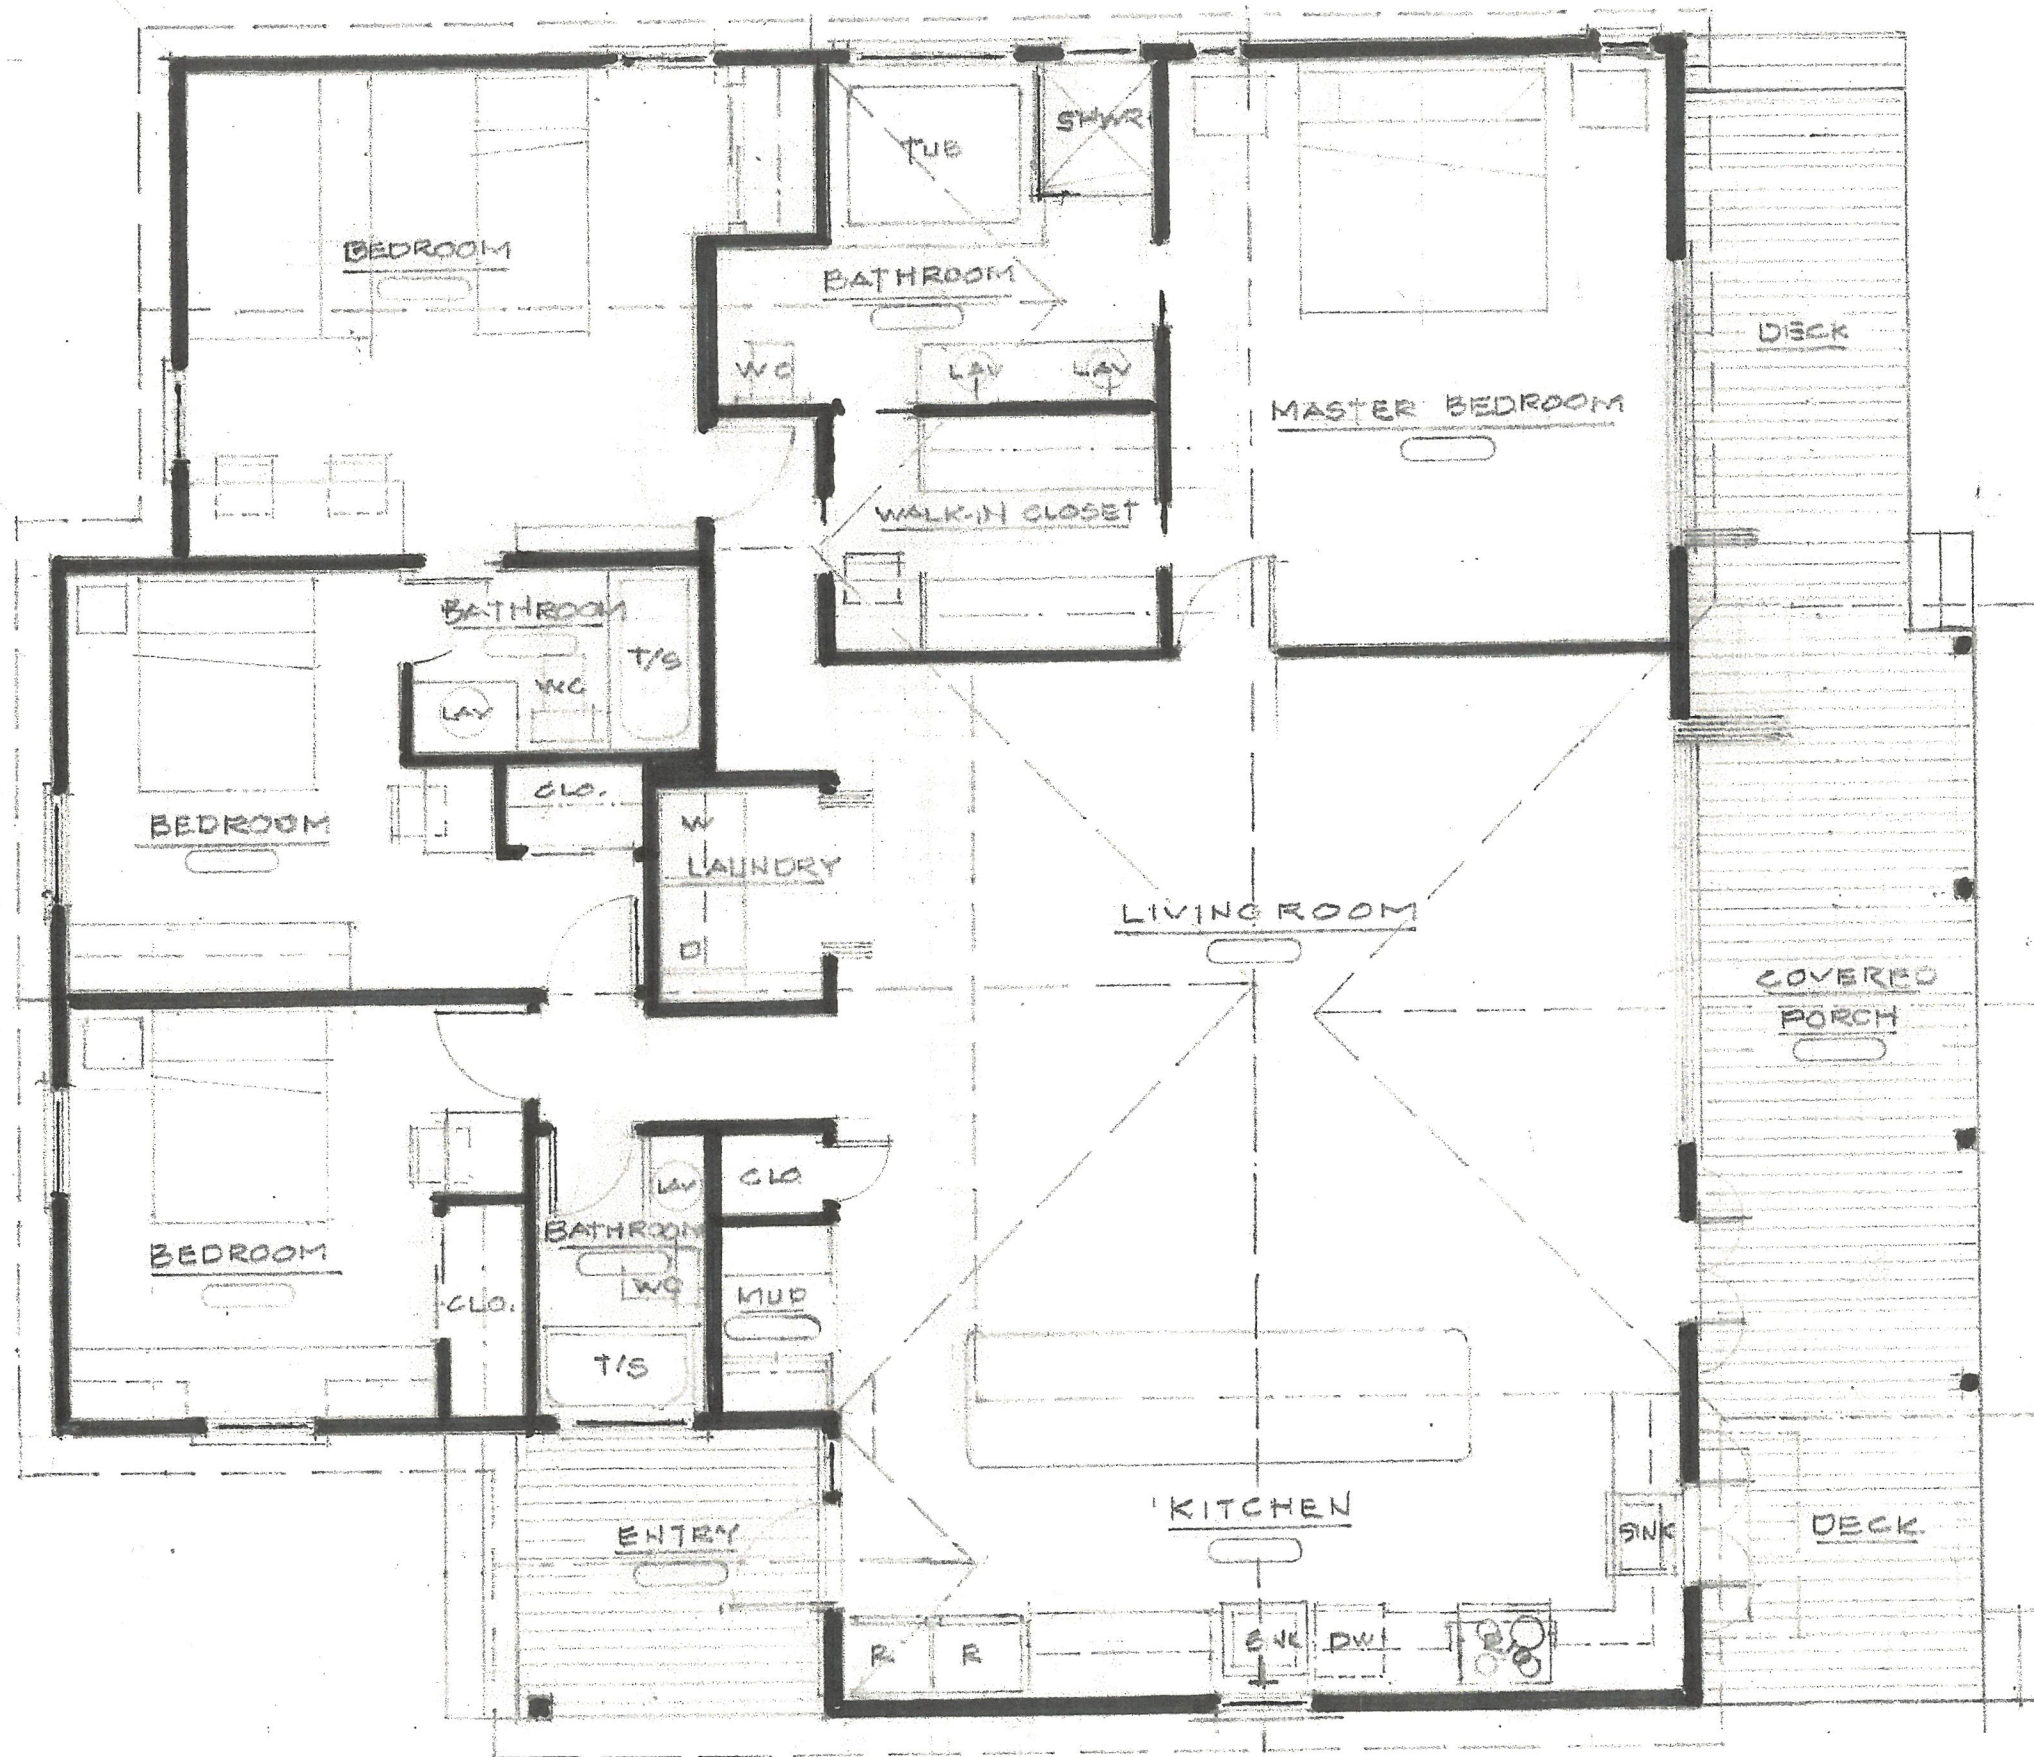 TUB
SHWR
BEDROOM
BATHROOM
DECK
WC
LAV
LAV
MASTER BEDROOM
WALK-IN CLOSET
BATHROOM
T/S
WC
LAV
CLO.
W
BEDROOM
LAUNDRY
LIVING ROOM
D
COVERED
PORCH
CLO.
LAV
BATHROOM
BEDROOM
WC
MUD
CLO.
T/S
KITCHEN
SINK
DECK
ENTRY
R
R
SINK
DW